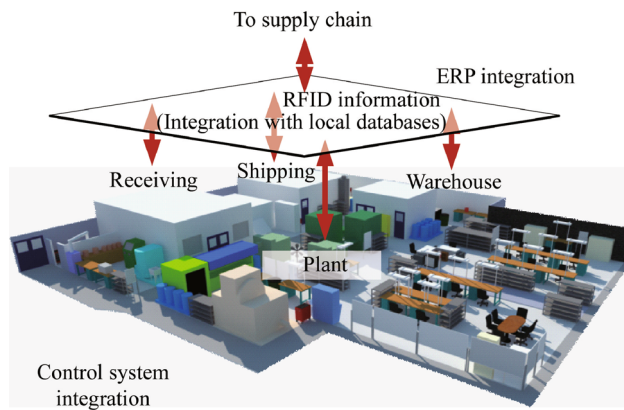 To supply chain
ERP integration
RFID information
(Integration with local databases)
Receiving
Shipping
Warehouse
Plant
Control system
integration